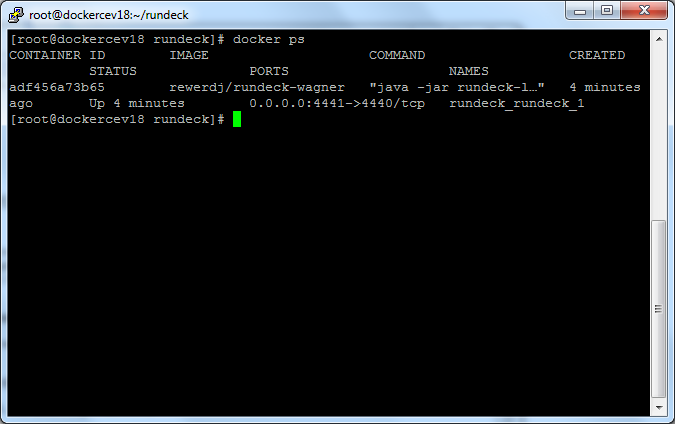 root@dockercev18:~/rundeck
[root@dockercev18 rundeck]# docker ps
CONTAINER ID        IMAGE                    COMMAND                  CREATED
          STATUS              PORTS                    NAMES
adf456a73b65        rewerdj/rundeck-wagner   "java -jar rundeck-l…"   4 minutes
ago       Up 4 minutes        0.0.0.0:4441->4440/tcp   rundeck_rundeck_1
[root@dockercev18 rundeck]#